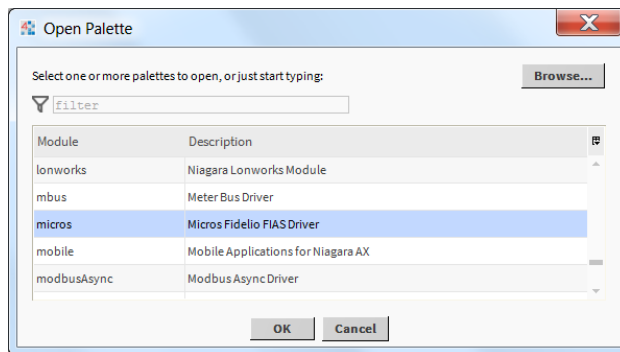 Open Palette
Select one or more palettes to open, or just start typing:
Browse...
filter
Module Description
lonworks Niagara Lonworks Module
mbus Meter Bus Driver
micros Micros Fidelio FIAS Driver
mobile Mobile Applications for Niagara AX
modbusAsync Modbus Async Driver
OK Cancel